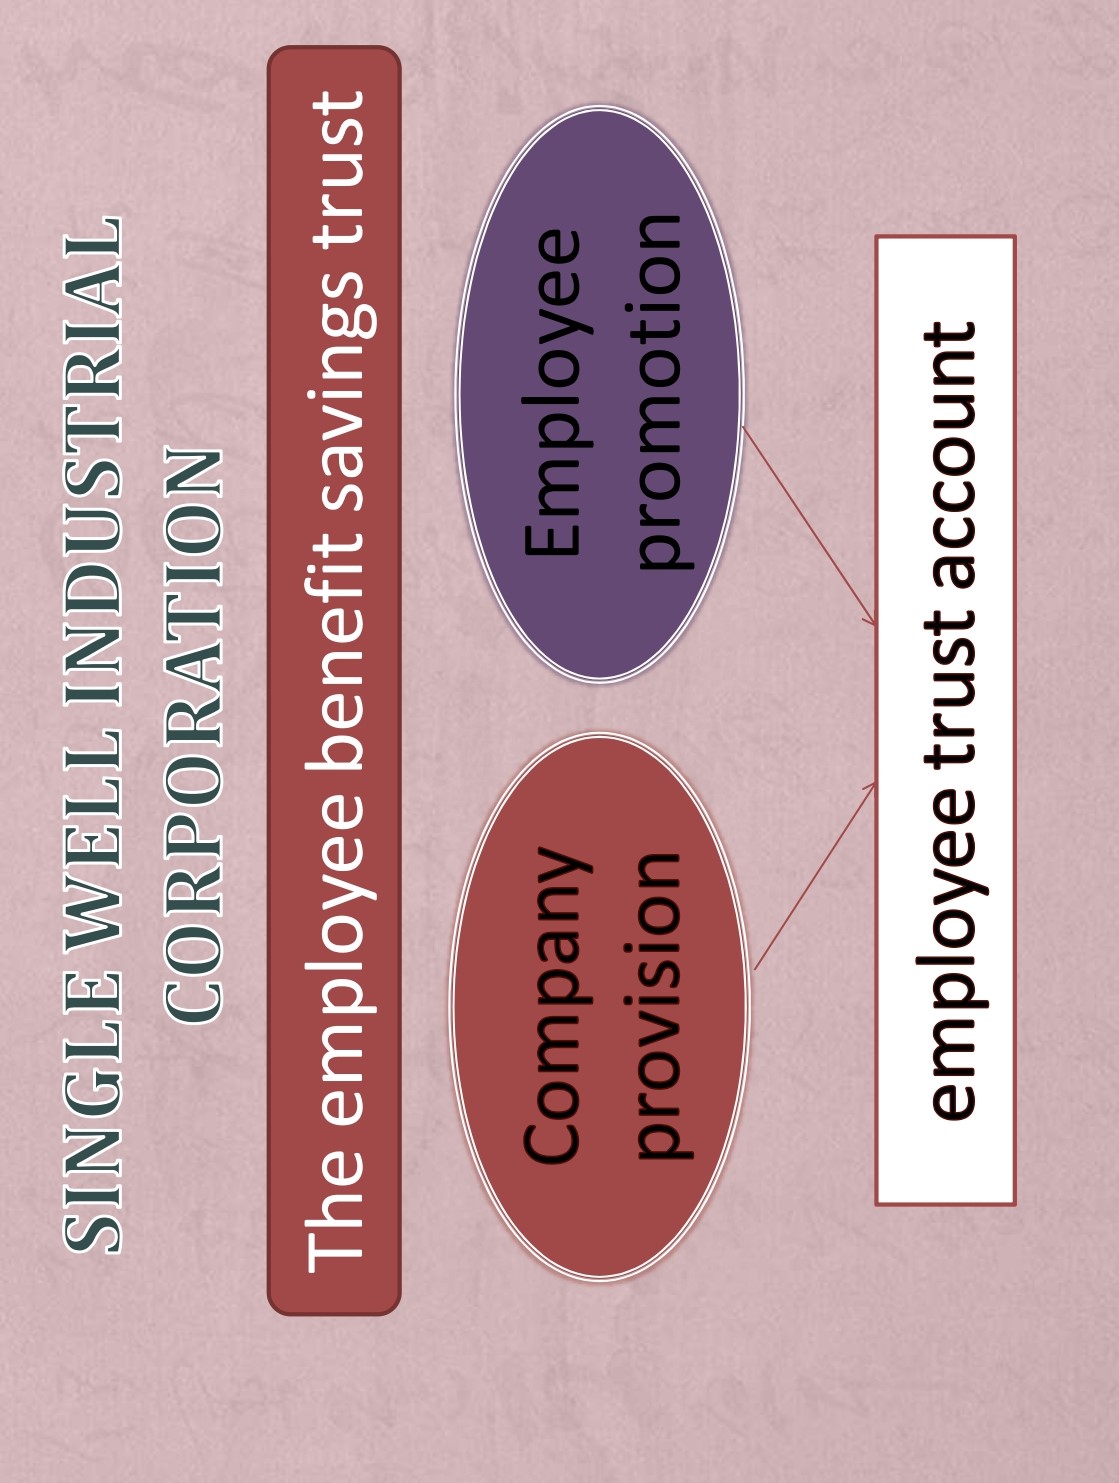 SINGLE WELL INDUSTRIAL
CORPORATION
The employee benefit savings trust
Company
provision
Employee
promotion
employee trust account